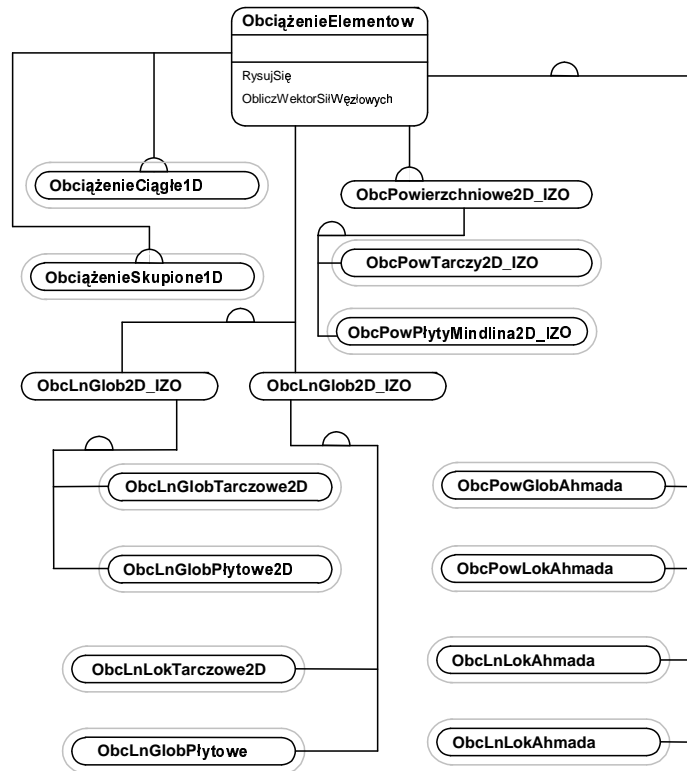 ObciążenieElementow
RysujSię
ObliczWektorSiłWęzłowych
ObciążenieCiągłe1D
ObcPowierzchniowe2D_IZO
ObcPowTarczy2D_IZO
ObciążenieSkupione1D
ObcPowPłytyMindlina2D_IZO
ObcLnGlob2D_IZO
ObcLnGlob2D_IZO
ObcLnGlobTarczowe2D
ObcPowGlobAhmada
ObcLnGlobPłytowe2D
ObcPowLokAhmada
ObcLnLokTarczowe2D
ObcLnLokAhmada
ObcLnGlobPłytowe
ObcLnLokAhmada